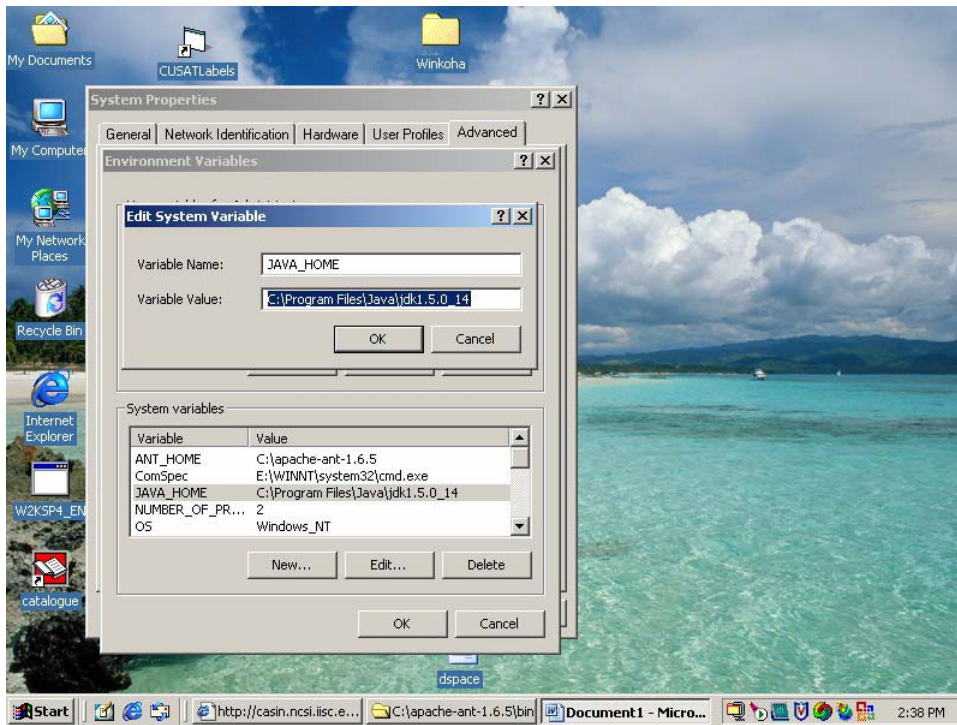 My Documents
CUSATLabels
Winkoha
System Properties
General Network Identification Hardware User Profiles Advanced
My Computer
Environment Variables
Edit System Variable
Variable Name: JAVA_HOME
My Network
Places
Variable Value: C:\Program Files\Java\jdk1.5.0_14
Recycle Bin
OK Cancel
System variables
Internet
Explorer
Variable Value
ANT_HOME C:\apache-ant-1.6.5
ComSpec E:\WINNT\system32\cmd.exe
JAVA_HOME C:\Program Files\Java\jdk1.5.0_14
NUMBER_OF_PR... 2
OS Windows_NT
W2KSP4_EN
New... Edit... Delete
catalogue
OK Cancel
dspace
Start http://casin.ncsi.iisc.e... C:\apache-ant-1.6.5\bin Document1 - Micro... 2:38 PM